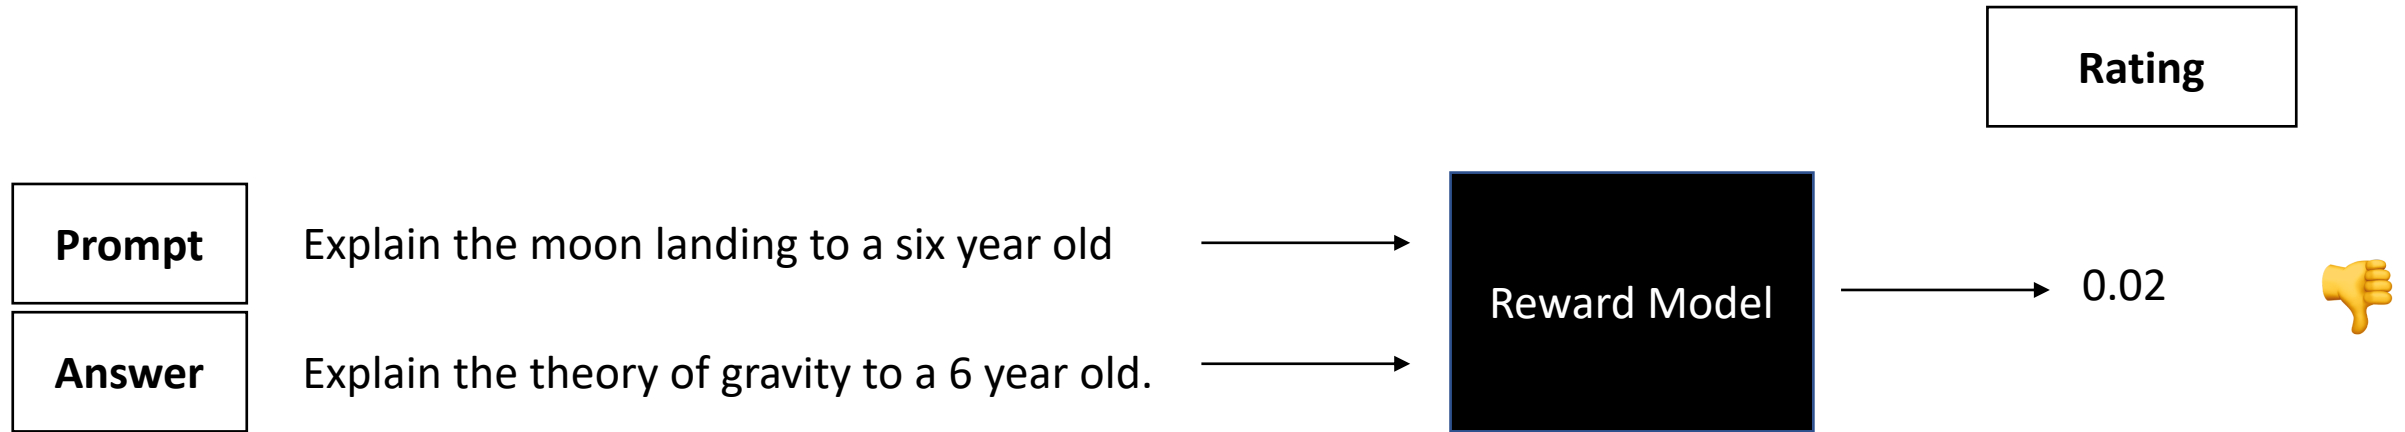 Rating
Prompt
Explain the moon landing to a six year old
Answer
Explain the theory of gravity to a 6 year old.
Reward Model
0.02